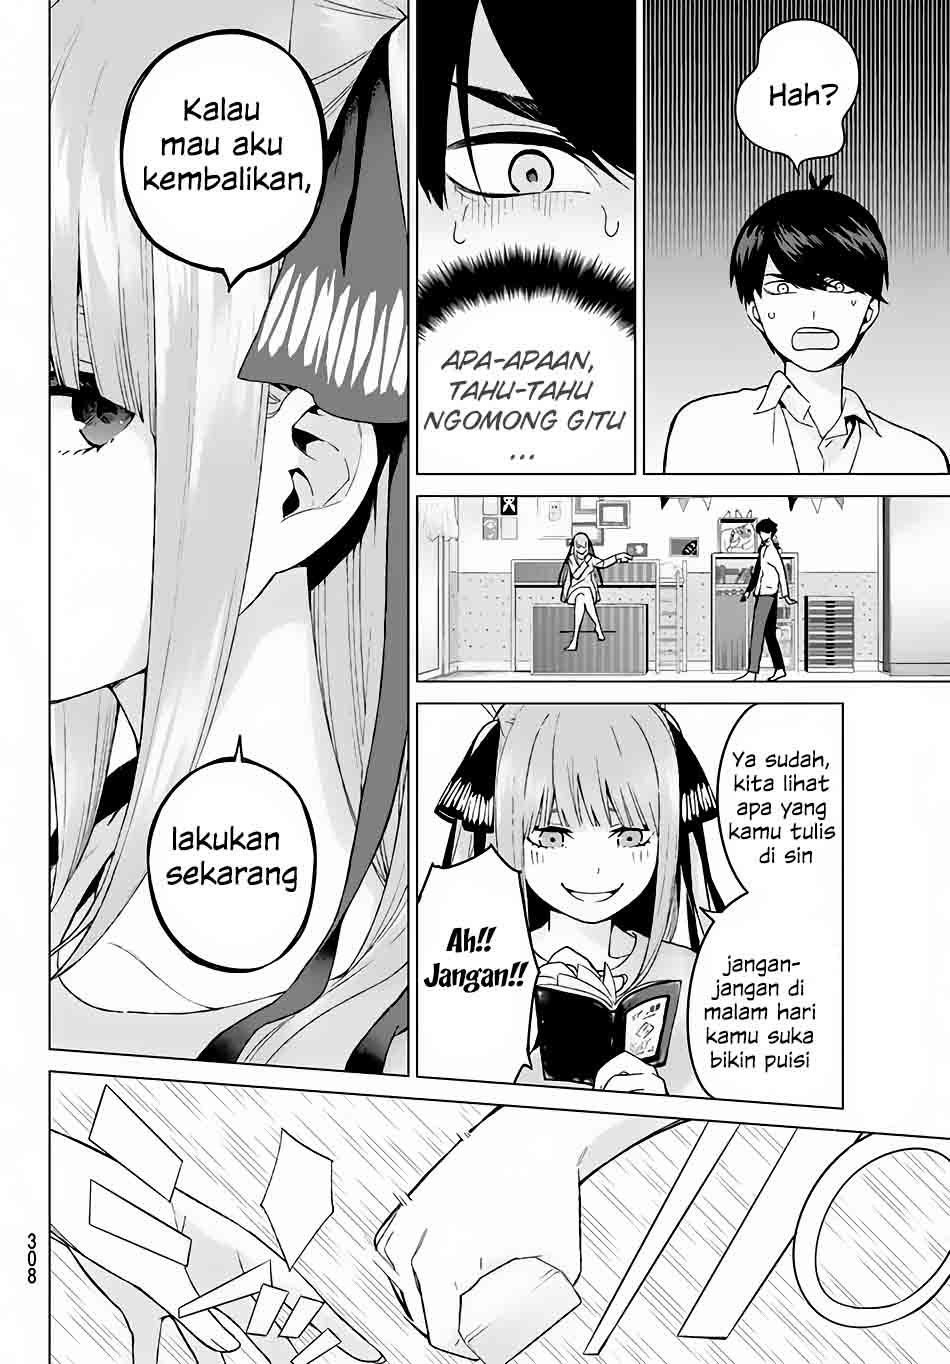 Hah?
APA-APAAN,
TAHU-TAHU
NGOMONG GITU
...
Kalau
mau aku
kembalikan,
lakukan
sekarang
Ya sudah,
kita lihat
apa yang
kamu tulis
di sin
jangan-
jangan di
malam hari
kamu suka
bikin puisi
Ah!!
Jangan!!
308